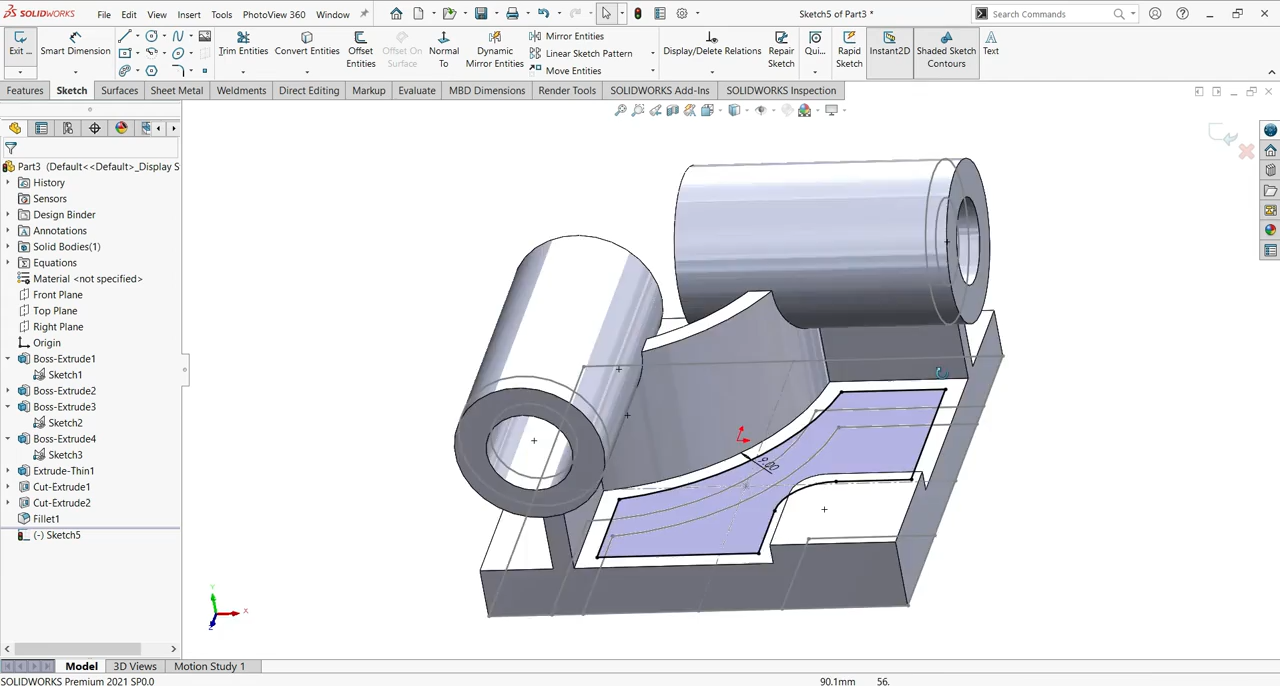 SOLIDWORKS File Edit View Insert Tools PhotoView 360 Window Sketch5 of Part3 * Search Commands
Exit ... Smart Dimension Trim Entities Convert Entities Offset Entities Offset On Surface Normal To Dynamic Mirror Entities Mirror Entities Linear Sketch Pattern Move Entities Display/Delete Relations Repair Sketch Qui... Rapid Sketch Instant2D Shaded Sketch Contours Text
Features Sketch Surfaces Sheet Metal Weldments Direct Editing Markup Evaluate MBD Dimensions Render Tools SOLIDWORKS Add-Ins SOLIDWORKS Inspection
Part3 (Default<<Default>_Display S
History
Sensors
Design Binder
Annotations
Solid Bodies(1)
Equations
Material <not specified>
Front Plane
Top Plane
Right Plane
Origin
Boss-Extrude1
Sketch1
Boss-Extrude2
Boss-Extrude3
Sketch2
Boss-Extrude4
Sketch3
Extrude-Thin1
Cut-Extrude1
Cut-Extrude2
Fillet1
(-) Sketch5
Y
X
Z
Model 3D Views Motion Study 1
SOLIDWORKS Premium 2021 SP0.0 90.1mm 56.